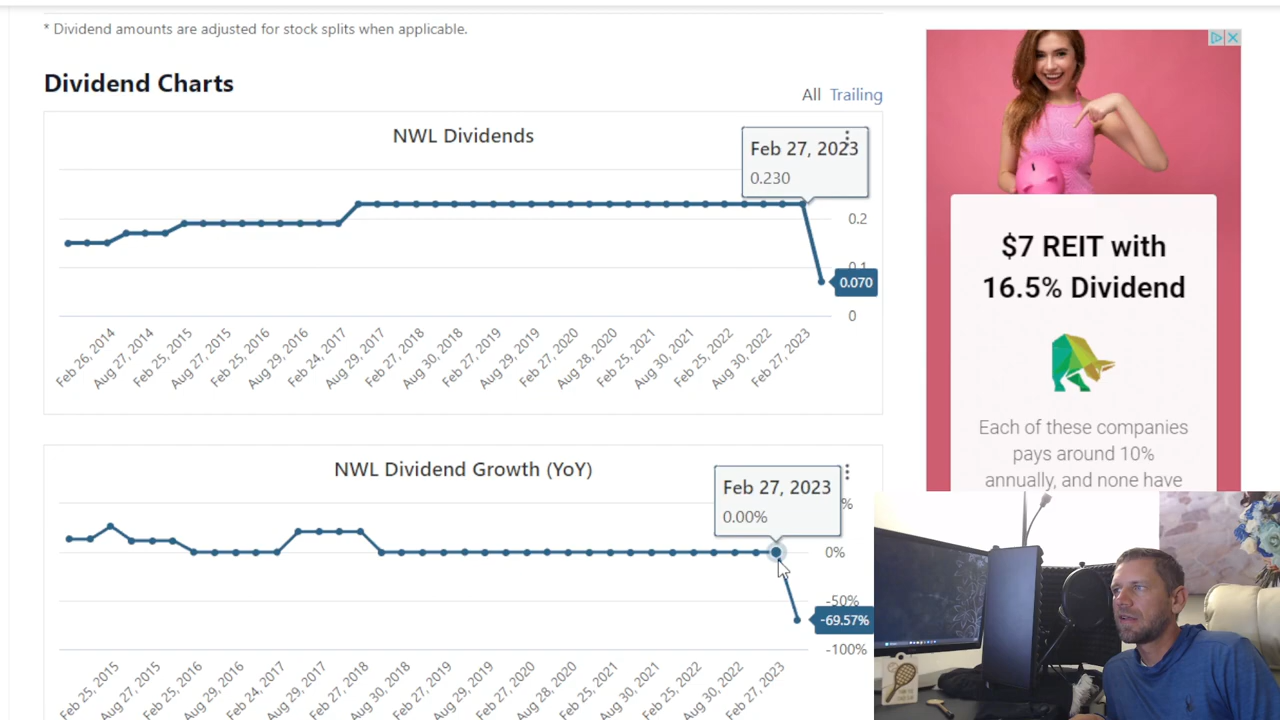 * Dividend amounts are adjusted for stock splits when applicable.
Dividend Charts
All Trailing
NWL Dividends
Feb 27, 2023
0.230
0.2
0.1
0.070
0
Feb 26, 2014
Aug 27, 2014
Feb 25, 2015
Aug 27, 2015
Feb 25, 2016
Aug 29, 2016
Feb 24, 2017
Aug 29, 2017
Feb 27, 2018
Aug 30, 2018
Feb 27, 2019
Aug 29, 2019
Feb 27, 2020
Aug 28, 2020
Feb 25, 2021
Aug 30, 2021
Feb 25, 2022
Aug 30, 2022
Feb 27, 2023
NWL Dividend Growth (YoY)
Feb 27, 2023
0.00%
%
0%
-50%
-69.57%
-100%
Feb 25, 2015
Aug 27, 2015
Feb 25, 2016
Aug 29, 2016
Feb 24, 2017
Aug 29, 2017
Feb 27, 2018
Aug 30, 2018
Feb 27, 2019
Aug 29, 2019
Feb 27, 2020
Aug 28, 2020
Feb 25, 2021
Aug 30, 2021
Feb 25, 2022
Aug 30, 2022
Feb 27, 2023
$7 REIT with
16.5% Dividend
Each of these companies
pays around 10%
annually, and none have